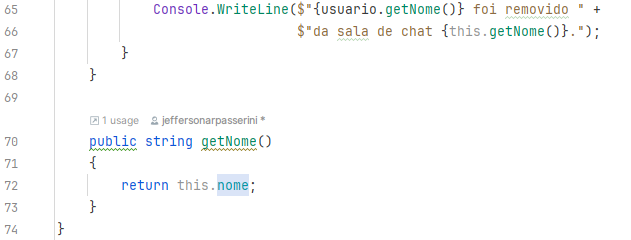 65 Console.WriteLine($"{usuario.getNome()} foi removido " +
66 $"da sala de chat {this.getNome()}.");
67 }
68 }
69
1 usage jeffersonarpasserini *
70 public string getNome()
71 {
72 return this.nome;
73 }
74 }